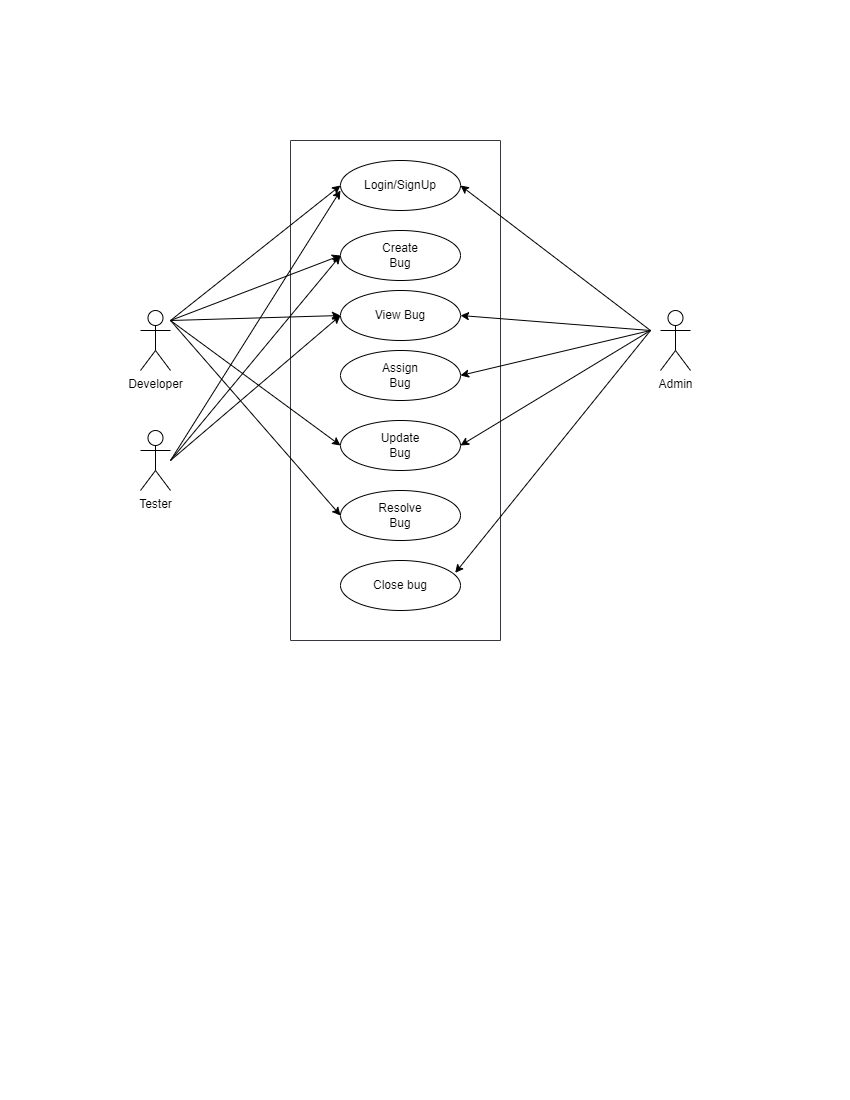 Login/SignUp
Create
Bug
View Bug
Assign
Bug
Developer
Admin
Update
Bug
Tester
Resolve
Bug
Close bug